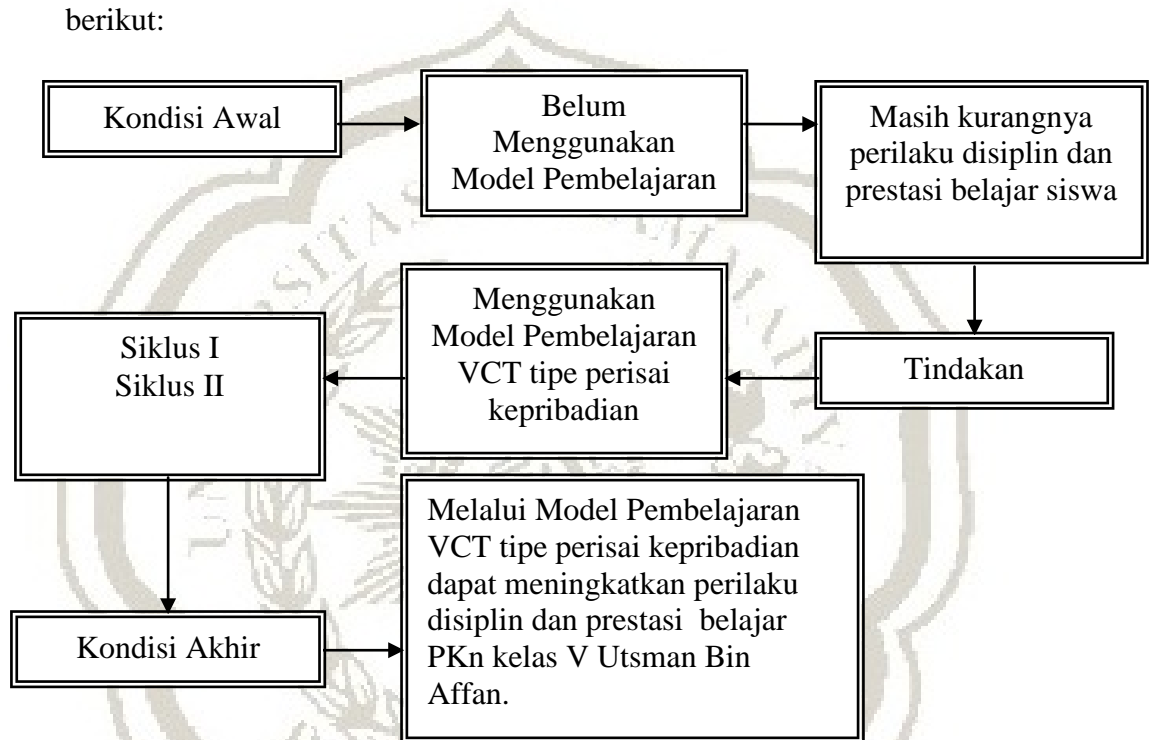 berikut:
Kondisi Awal
Belum
Menggunakan
Model Pembelajaran
Masih kurangnya
perilaku disiplin dan
prestasi belajar siswa
Tindakan
Menggunakan
Model Pembelajaran
VCT tipe perisai
kepribadian
Siklus I
Siklus II
Kondisi Akhir
Melalui Model Pembelajaran
VCT tipe perisai kepribadian
dapat meningkatkan perilaku
disiplin dan prestasi  belajar
PKn kelas V Utsman Bin
Affan.